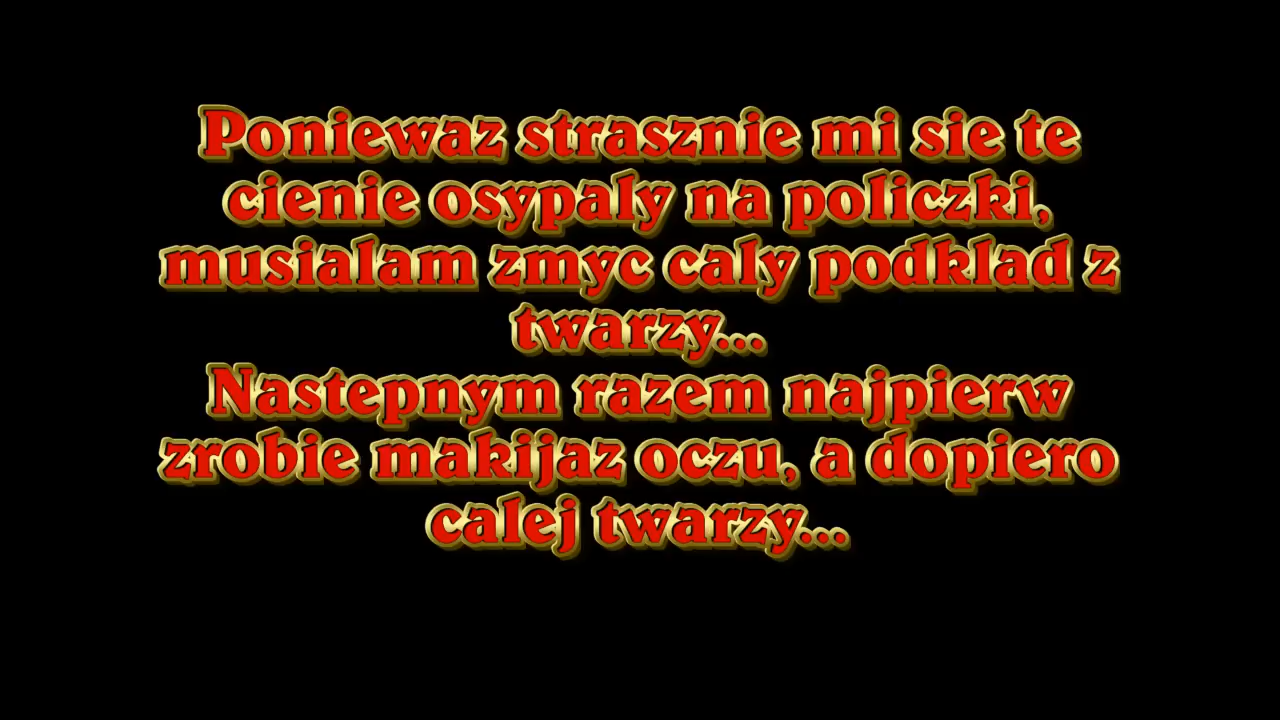 Poniewaz strasznie mi sie te
cienie osypaly na policzki,
musialam zmyc caly podklad z
twarzy...
Nastepnym razem najpierw
zrobie makijaz oczu, a dopiero
calej twarzy...